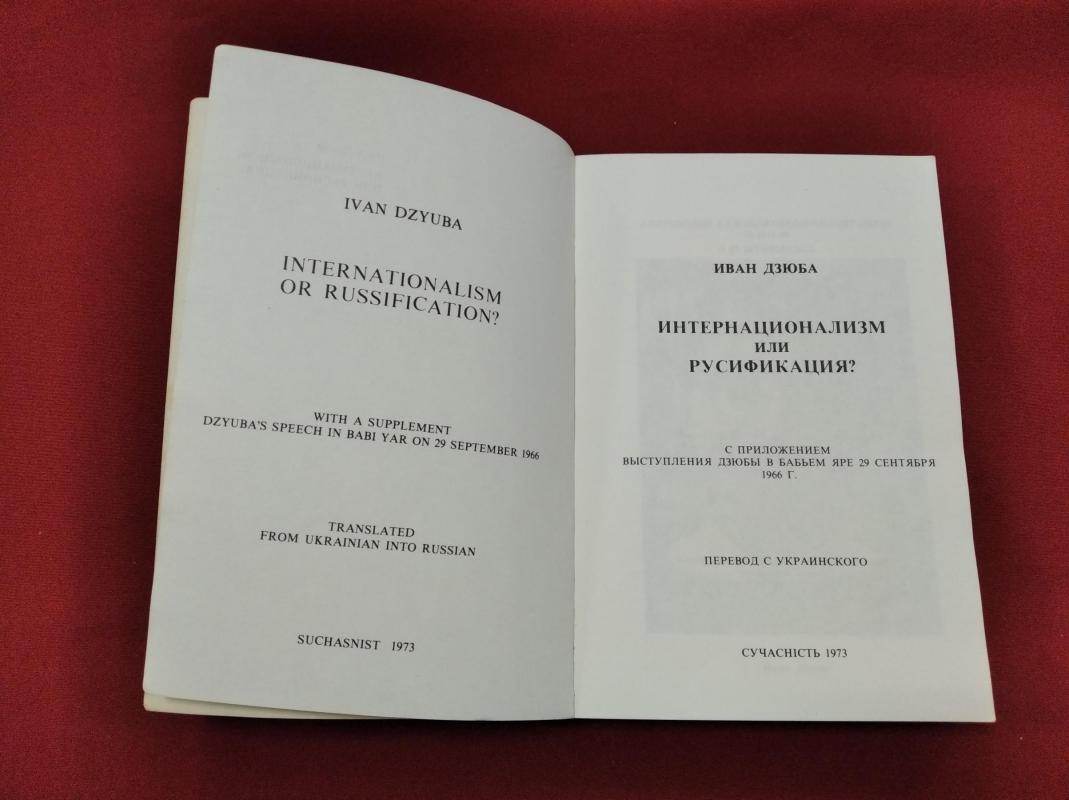 IVAN DZYUBA
INTERNATIONALISM
OR RUSSIFICATION?
WITH A SUPPLEMENT
DZYUBA'S SPEECH IN BABI YAR ON 29 SEPTEMBER 1966
TRANSLATED
FROM UKRAINIAN INTO RUSSIAN
SUCHASNIST 1973
ИВАН ДЗЮБА
ИНТЕРНАЦИОНАЛИЗМ
ИЛИ
РУСИФИКАЦИЯ?
С ПРИЛОЖЕНИЕМ
ВЫСТУПЛЕНИЯ ДЗЮБЫ В БАБЬЕМ ЯРЕ 29 СЕНТЯБРЯ
1966 Г.
ПЕРЕВОД С УКРАИНСКОГО
СУЧАСНІСТЬ 1973